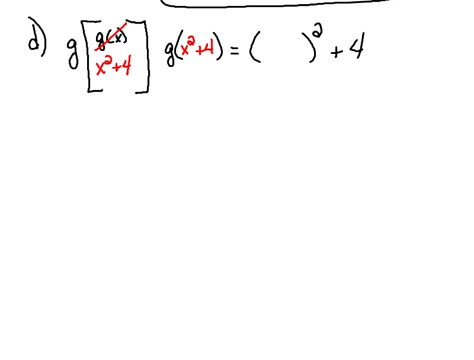 d) g[g(x) x²+4] g(x²+4) = (   )² + 4